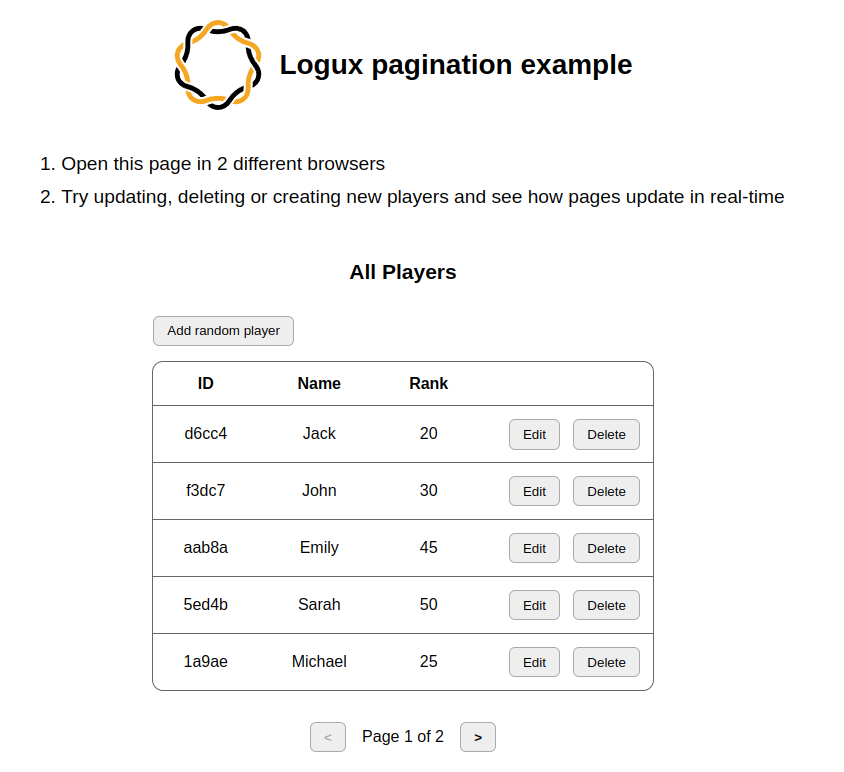 Logux pagination example
1. Open this page in 2 different browsers
2. Try updating, deleting or creating new players and see how pages update in real-time
All Players
Add random player
ID Name Rank
d6cc4 Jack 20 Edit Delete
f3dc7 John 30 Edit Delete
aab8a Emily 45 Edit Delete
5ed4b Sarah 50 Edit Delete
1a9ae Michael 25 Edit Delete
< Page 1 of 2 >